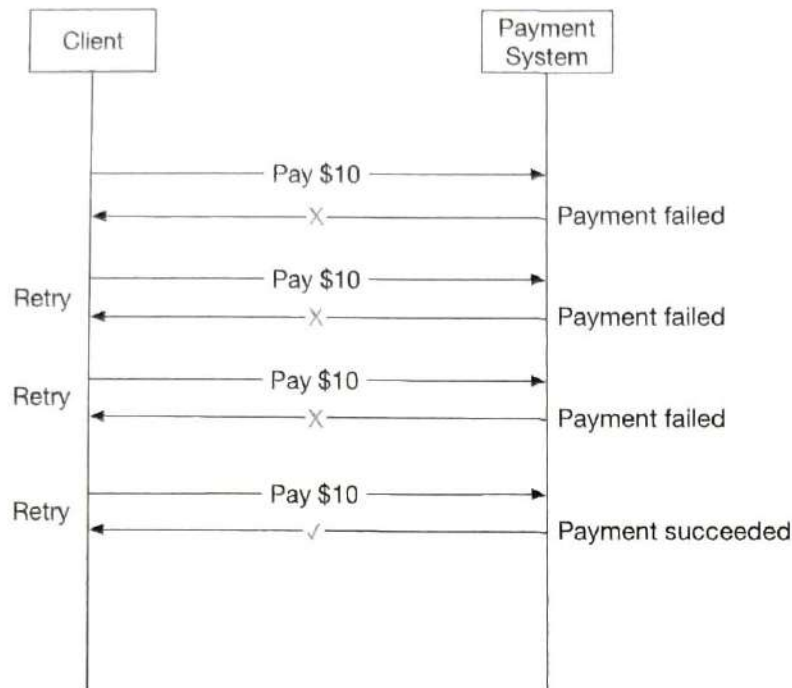 Client
Payment
System
Pay $10
X
Payment failed
Retry
Pay $10
X
Payment failed
Retry
Pay $10
X
Payment failed
Retry
Pay $10
✓
Payment succeeded